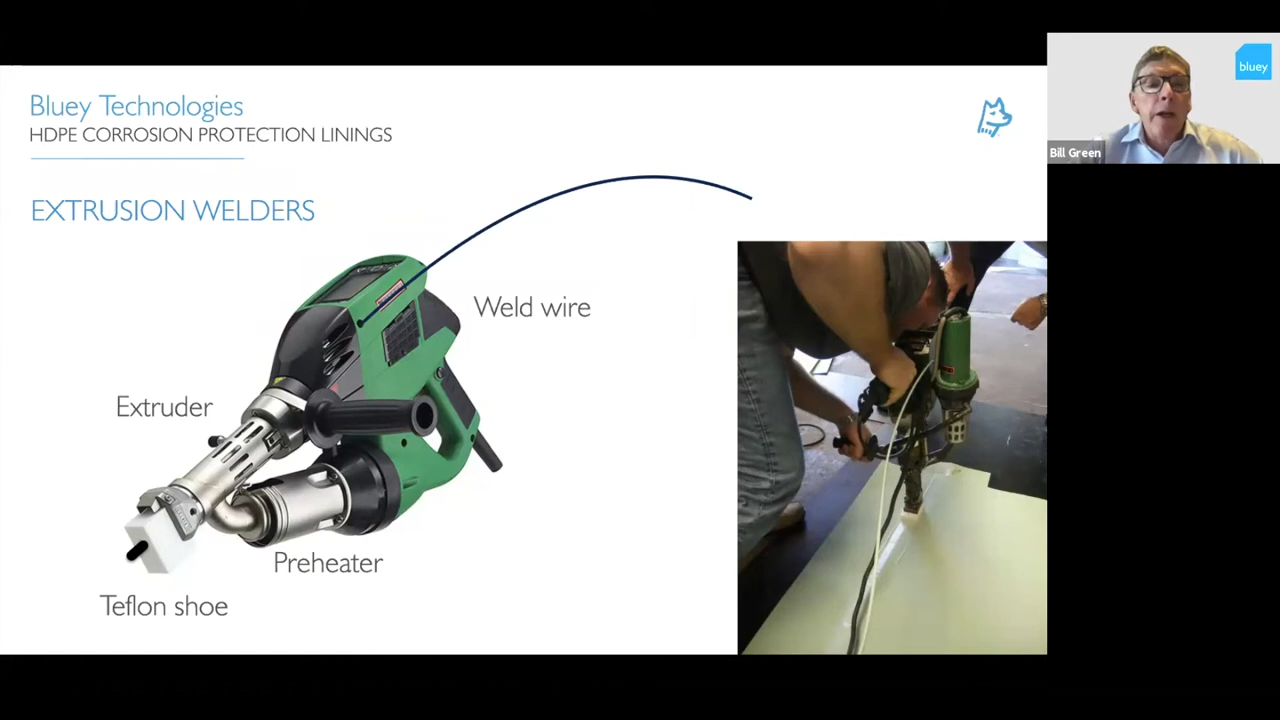 Bluey Technologies
HDPE CORROSION PROTECTION LININGS
EXTRUSION WELDERS
Weld wire
Extruder
Preheater
Teflon shoe
bluey
Bill Green